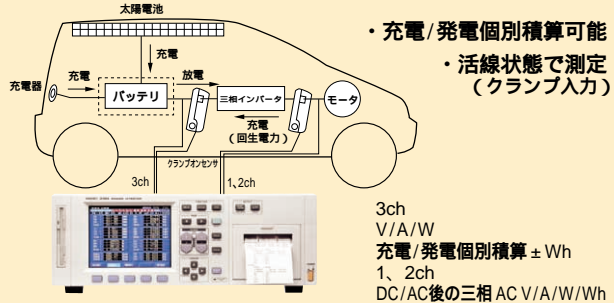 太陽電池
・充電/発電個別積算可能
・活線状態で測定
（クランプ入力）
充電
充電器
充電
放電
バッテリ
三相インバータ
モータ
充電
（回生電力）
クランプオンセンサ
3ch
1、2ch
3ch
V/A/W
充電/発電個別積算±Wh
1、2ch
DC/AC後の三相 AC V/A/W/Wh